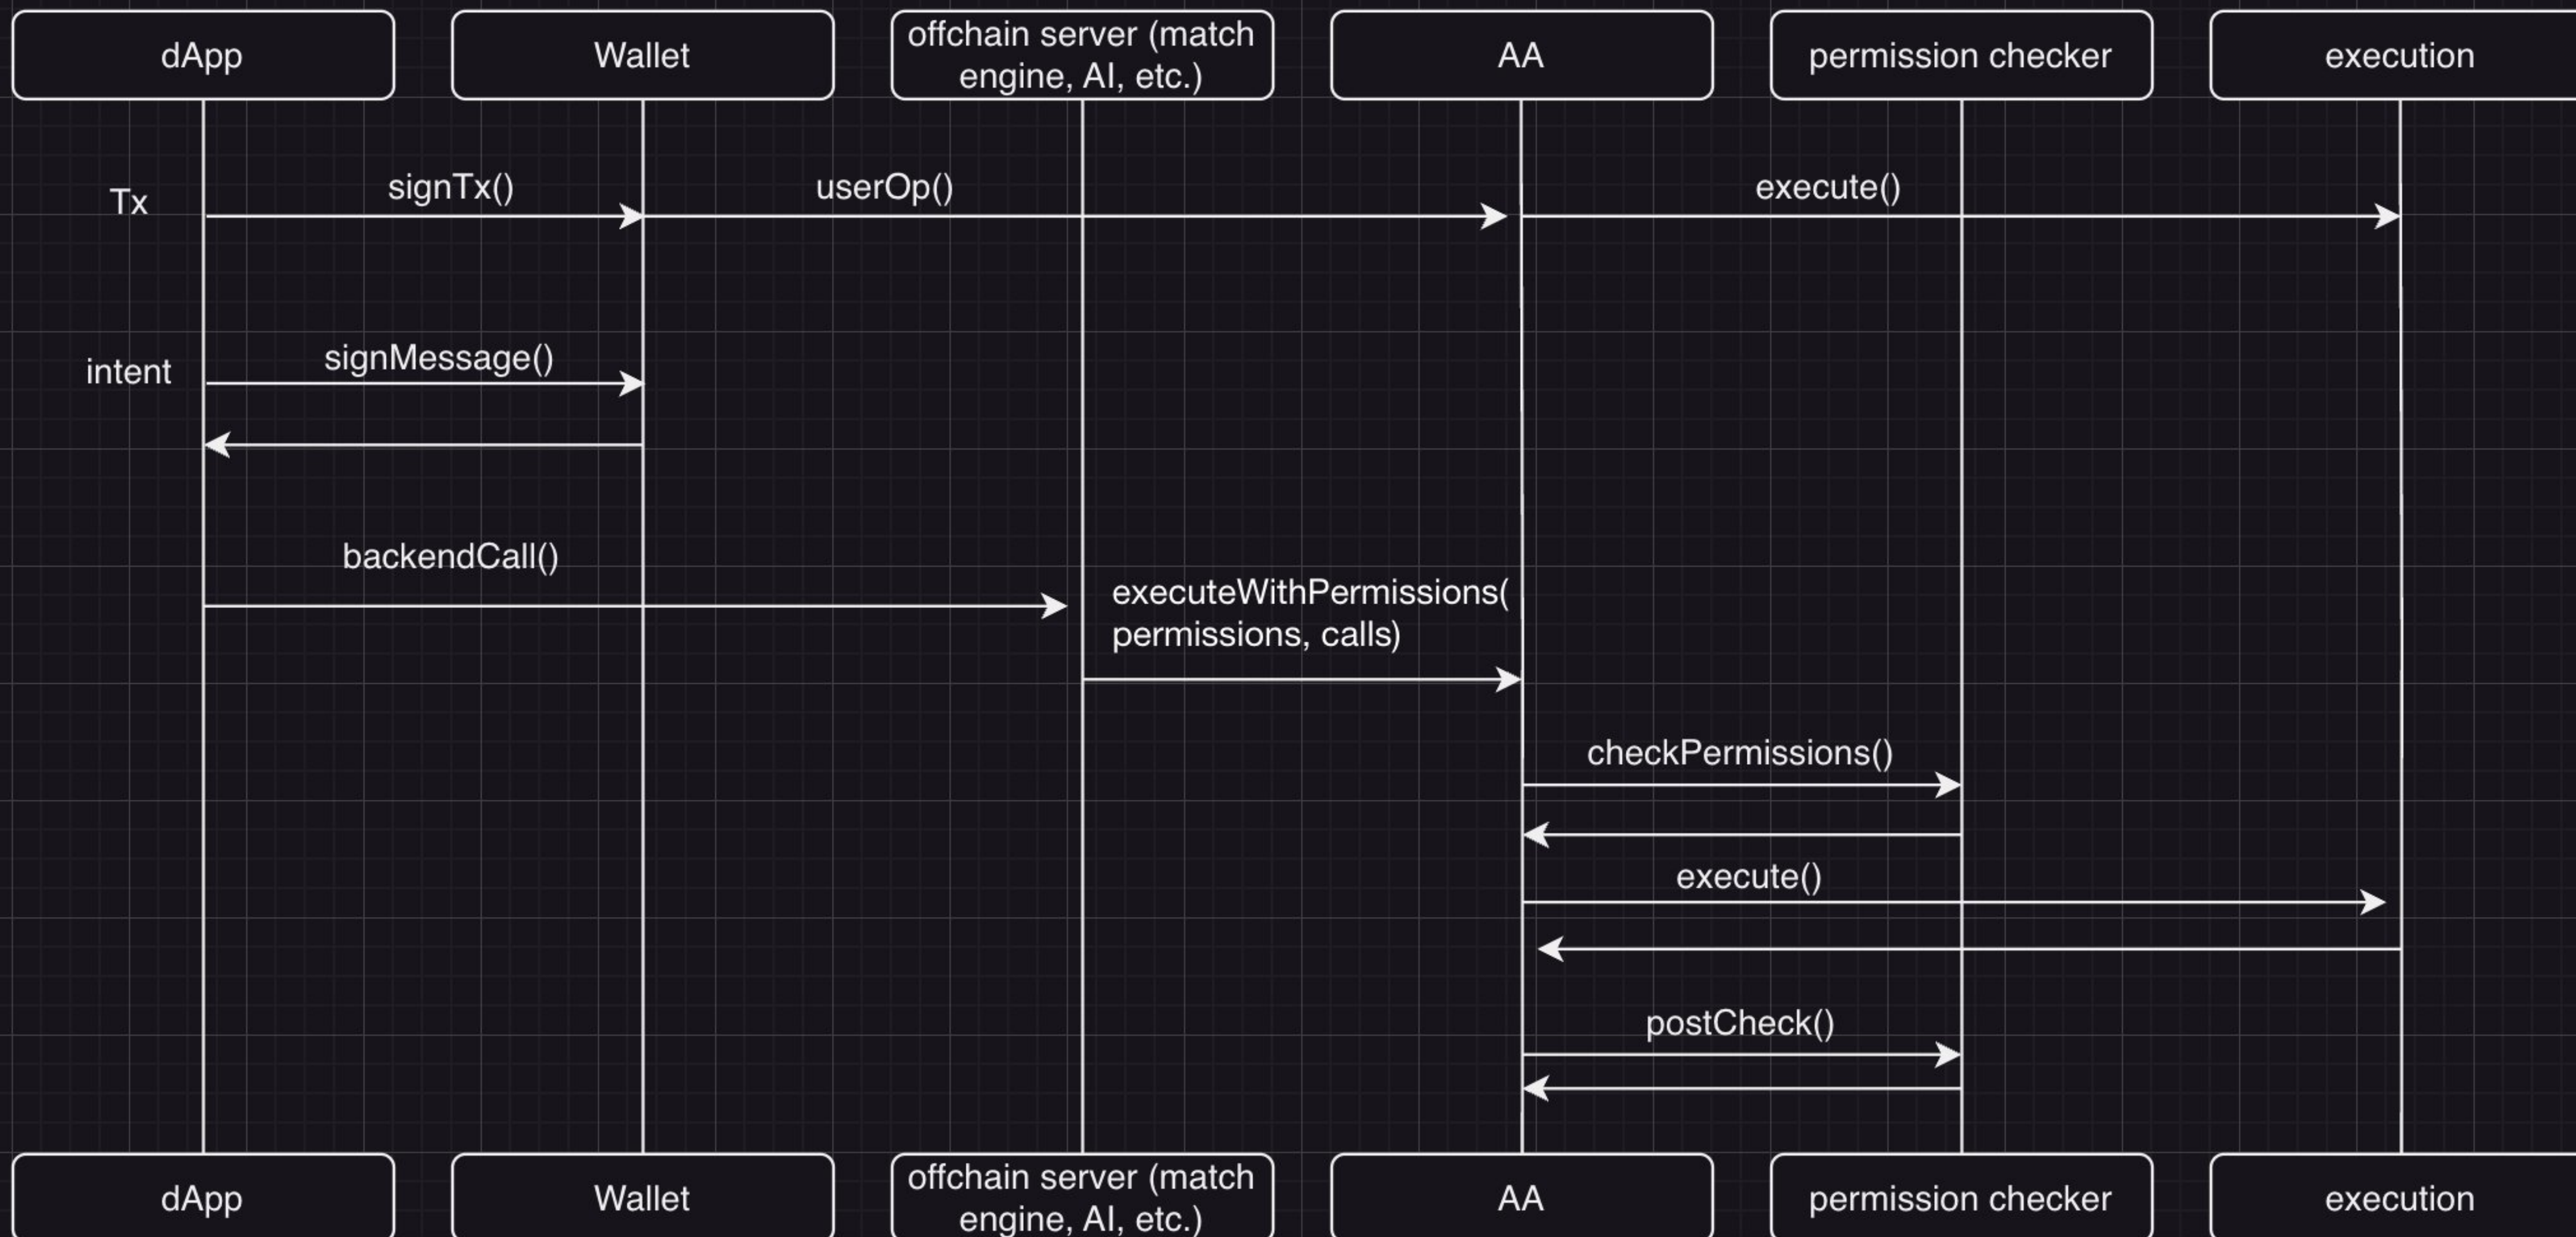 dApp
Wallet
offchain server (match
engine, AI, etc.)
AA
permission checker
execution
Tx
signTx()
userOp()
execute()
intent
signMessage()
backendCall()
executeWithPermissions(
permissions, calls)
checkPermissions()
execute()
postCheck()
dApp
Wallet
offchain server (match
engine, AI, etc.)
AA
permission checker
execution